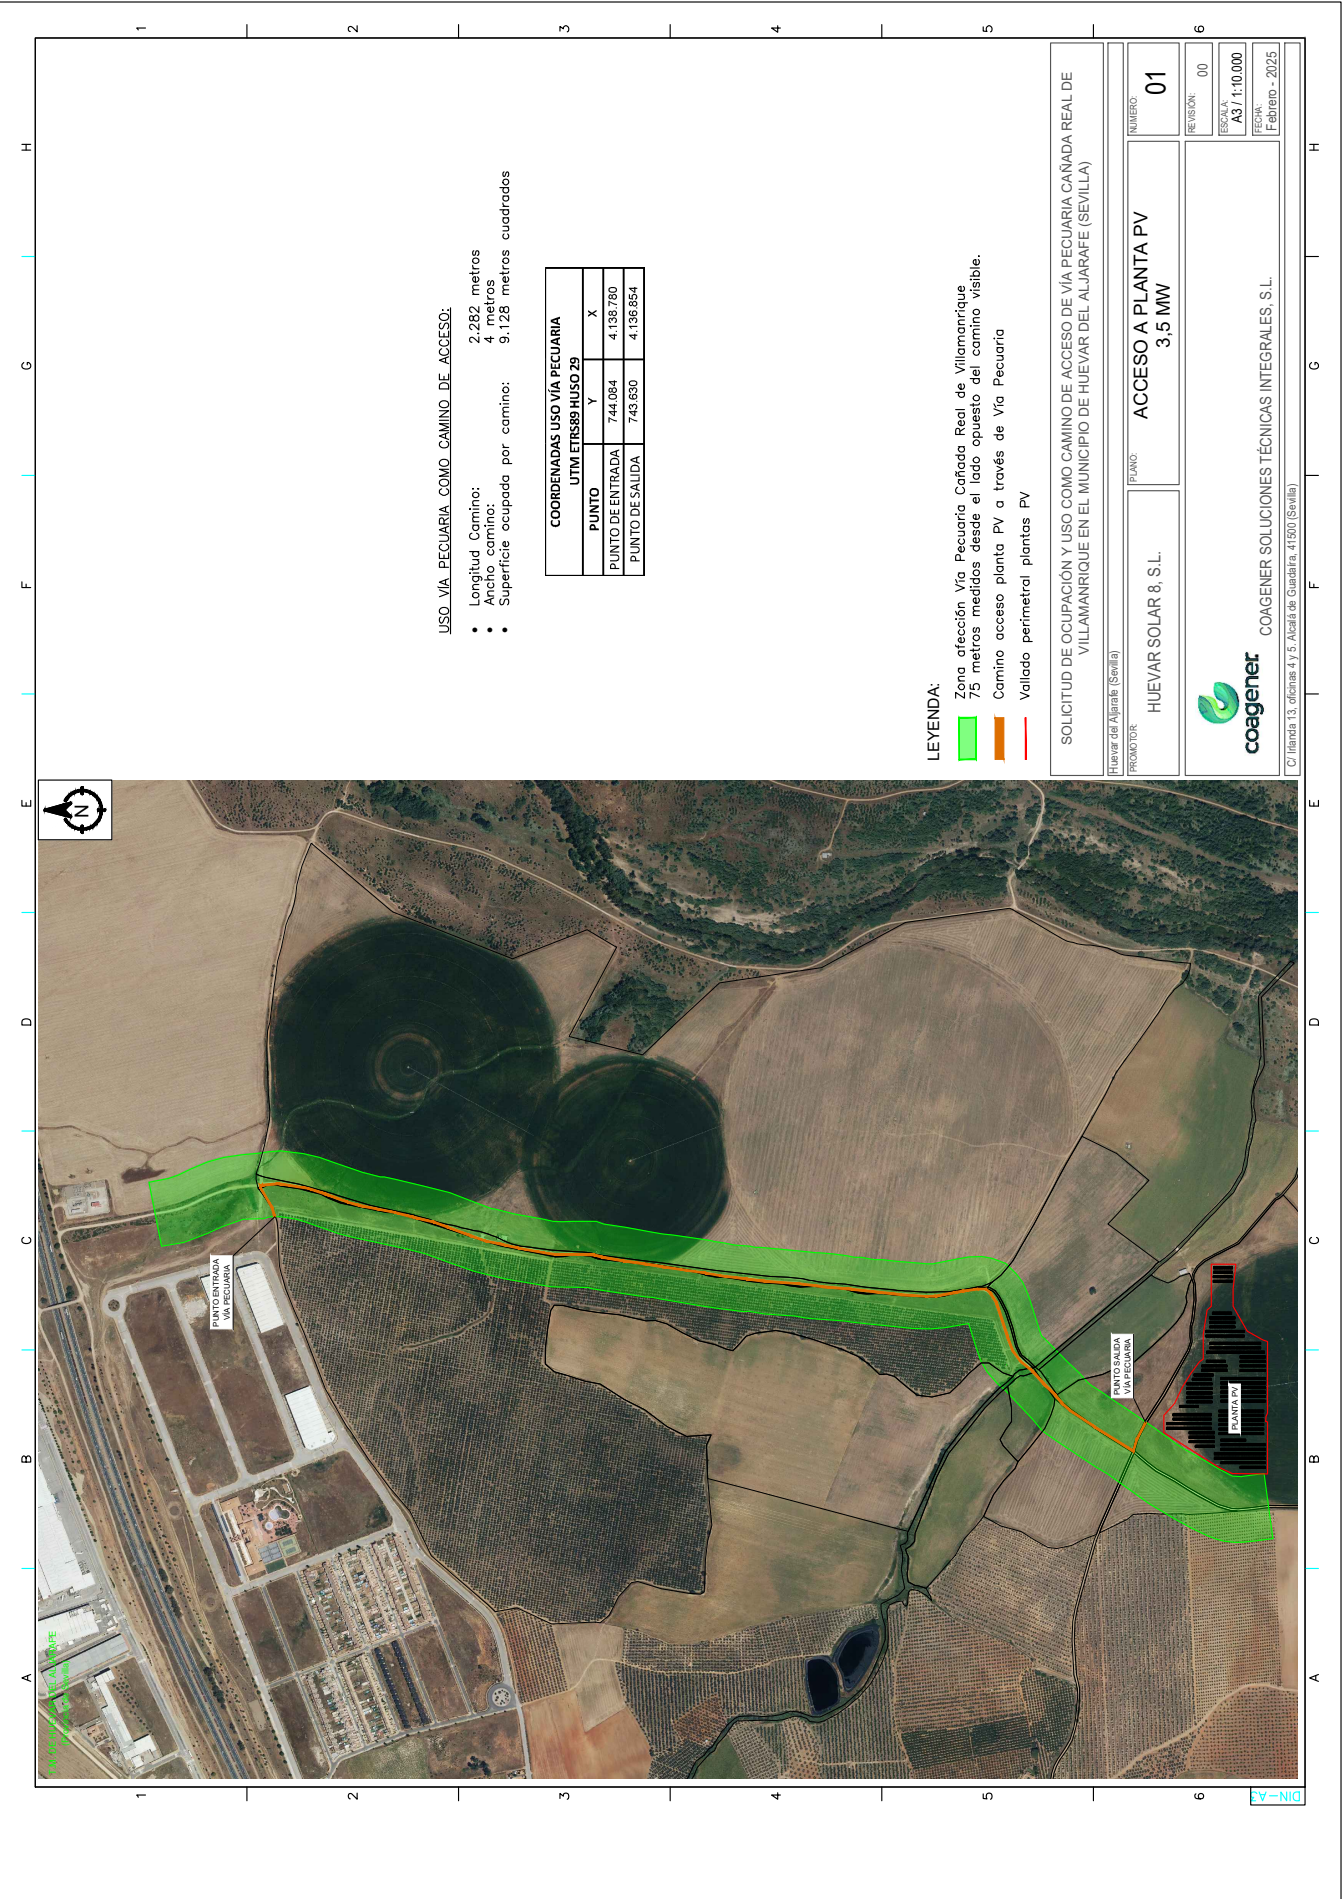 USO VÍA PECUARIA COMO CAMINO DE ACCESO:
• Longitud Camino: 2.282 metros
• Ancho camino: 4 metros
• Superficie ocupada por camino: 9.128 metros cuadrados
COORDENADAS USO VÍA PECUARIA
UTM ETRS89 HUSO 29
PUNTO Y X
PUNTO DE ENTRADA 744.084 4.138.780
PUNTO DE SALIDA 743.630 4.136.854
LEYENDA:
Zona afección Vía Pecuaria Cañada Real de Villamanrique
75 metros medidos desde el lado opuesto del camino visible.
Camino acceso planta PV a través de Vía Pecuaria
Vallado perimetral plantas PV
SOLICITUD DE OCUPACIÓN Y USO COMO CAMINO DE ACCESO DE VÍA PECUARIA CAÑADA REAL DE
VILLAMANRIQUE EN EL MUNICIPIO DE HUEVAR DEL ALJARAFE (SEVILLA)
Huevar del Aljarafe (Sevilla)
PROMOTOR:
HUEVAR SOLAR 8, S.L.
PLANO:
ACCESO A PLANTA PV
3,5 MW
NUMERO:
01
REVISIÓN:
00
ESCALA:
A3 / 1:10.000
FECHA:
Febrero - 2025
coagener
COAGENER SOLUCIONES TÉCNICAS INTEGRALES, S.L.
C/ Irlanda 13, oficinas 4 y 5. Alcalá de Guadaíra, 41500 (Sevilla)
N
PUNTO ENTRADA
VÍA PECUARIA
PUNTO SALIDA
VÍA PECUARIA
PLANTA PV
A B C D E F G H
A B C D E F G H
1 2 3 4 5 6
1 2 3 4 5 6
DIN-A3